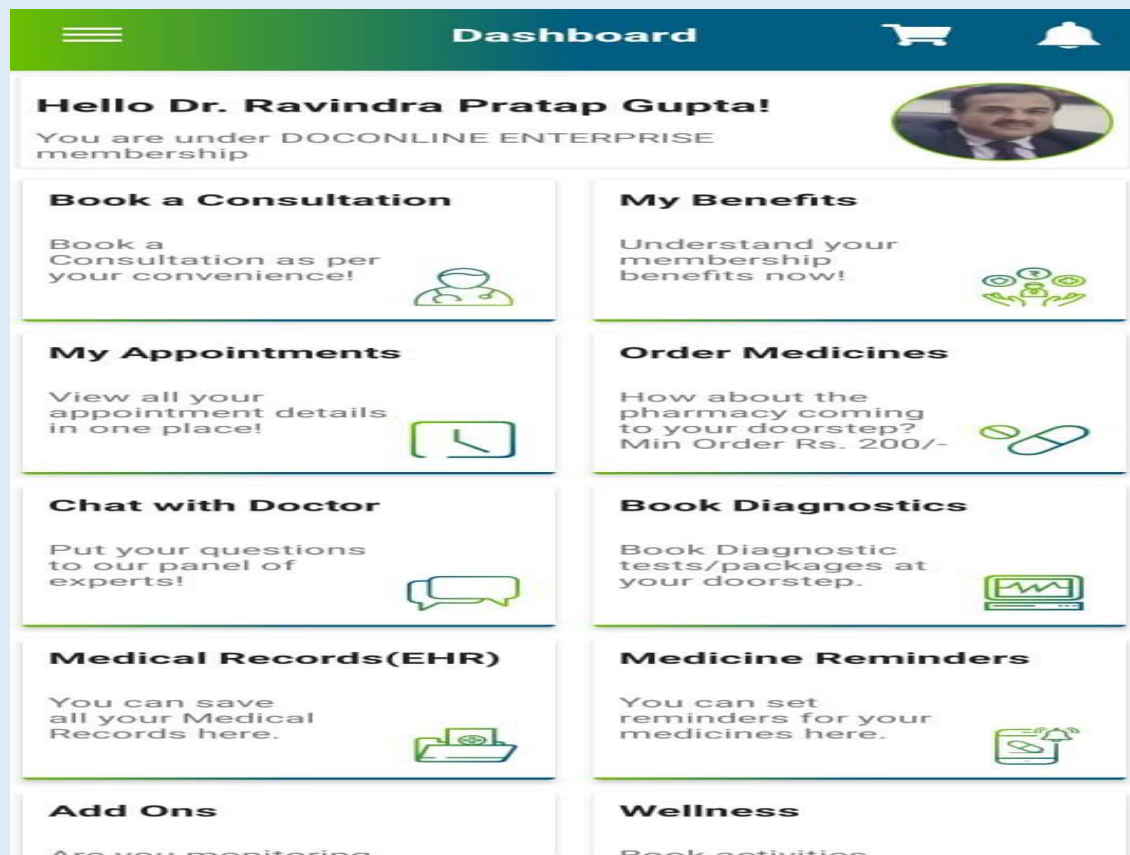 Dashboard
Hello Dr. Ravindra Pratap Gupta!
You are under DOCONLINE ENTERPRISE
membership
Book a Consultation
Book a
Consultation as per
your convenience!
My Benefits
Understand your
membership
benefits now!
My Appointments
View all your
appointment details
in one place!
Order Medicines
How about the
pharmacy coming
to your doorstep?
Min Order Rs. 200/-
Chat with Doctor
Put your questions
to our panel of
experts!
Book Diagnostics
Book Diagnostic
tests/packages at
your doorstep.
Medical Records(EHR)
You can save
all your Medical
Records here.
Medicine Reminders
You can set
reminders for your
medicines here.
Add Ons
Are you monitoring
Wellness
Book activities